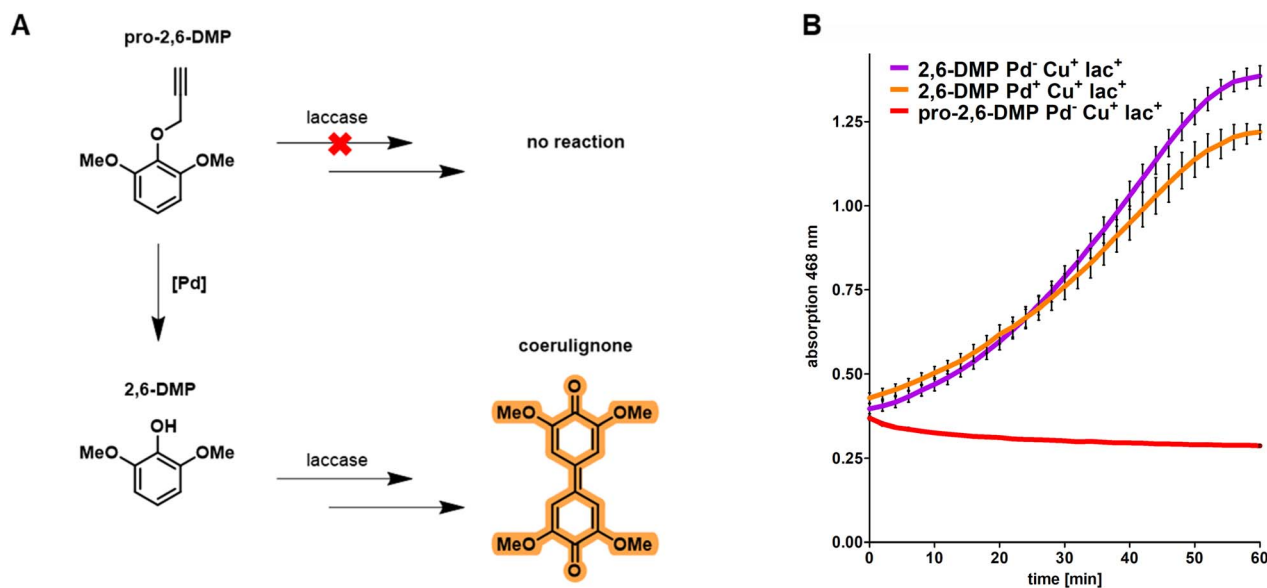 A
pro-2,6-DMP
O
MeO
OMe
laccase
no reaction
[Pd]
2,6-DMP
OH
MeO
OMe
laccase
coerulignone
O
MeO
OMe
MeO
OMe
O
B
2,6-DMP Pd⁻ Cu⁺ lac⁺
2,6-DMP Pd⁺ Cu⁺ lac⁺
pro-2,6-DMP Pd⁻ Cu⁺ lac⁺
absorption 468 nm
1.25
1.00
0.75
0.50
0.25
0.00
0 10 20 30 40 50 60
time [min]